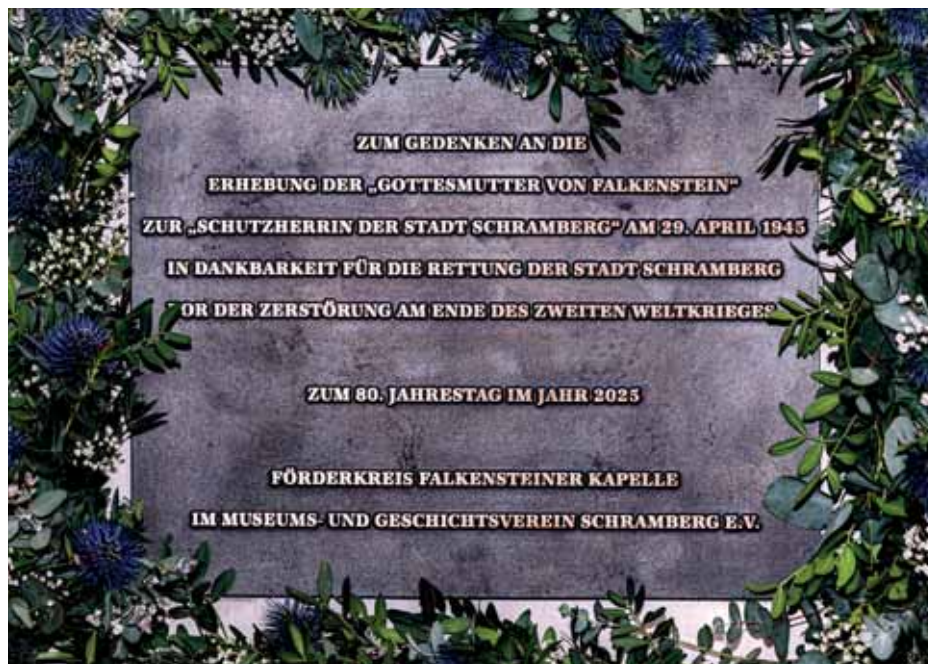 ZUM GEDENKEN AN DIE
ERHEBUNG DER „GOTTESMUTTER VON FALKENSTEIN“
ZUR „SCHUTZHERRIN DER STADT SCHRAMBERG“ AM 29. APRIL 1945
IN DANKBARKEIT FÜR DIE RETTUNG DER STADT SCHRAMBERG
VOR DER ZERSTÖRUNG AM ENDE DES ZWEITEN WELTKRIEGES
ZUM 80. JAHRESTAG IM JAHR 2025
FÖRDERKREIS FALKENSTEINER KAPELLE
IM MUSEUMS- UND GESCHICHTSVEREIN SCHRAMBERG E.V.